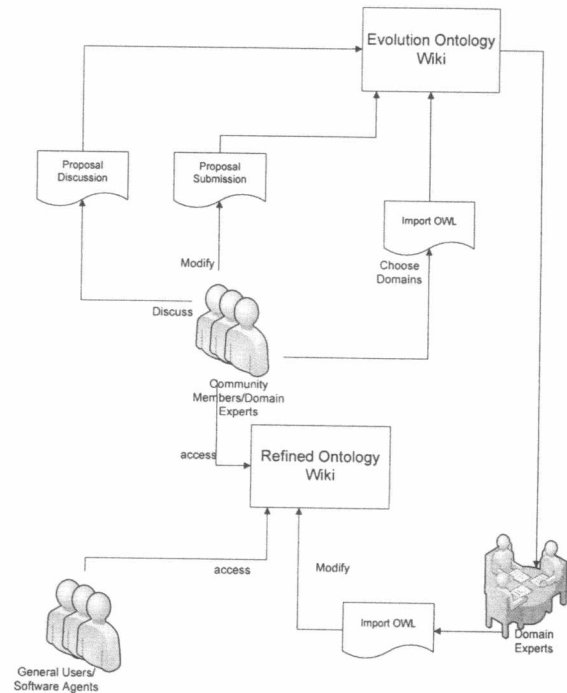 Evolution Ontology
Wiki
Proposal
Discussion
Proposal
Submission
Import OWL
Modify
Choose
Domains
Discuss
Community
Members/Domain
Experts
access
Refined Ontology
Wiki
access
Modify
Import OWL
Domain
Experts
General Users/
Software Agents